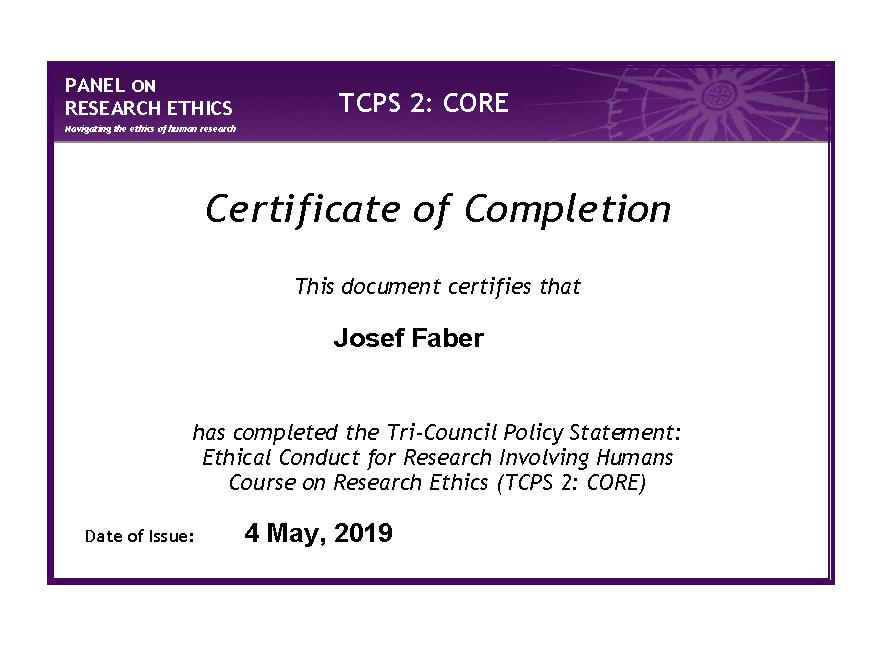 PANEL ON
RESEARCH ETHICS
Navigating the ethics of human research
TCPS 2: CORE
Certificate of Completion
This document certifies that
Josef Faber
has completed the Tri-Council Policy Statement:
Ethical Conduct for Research Involving Humans
Course on Research Ethics (TCPS 2: CORE)
Date of Issue: 4 May, 2019